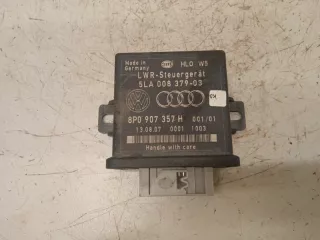 Made in Germany
HLO W5
LWR-Steuergerät
5LA 008 379-03
8P0 907 357 H 001/01
13.08.07 0001 1003
Handle with care